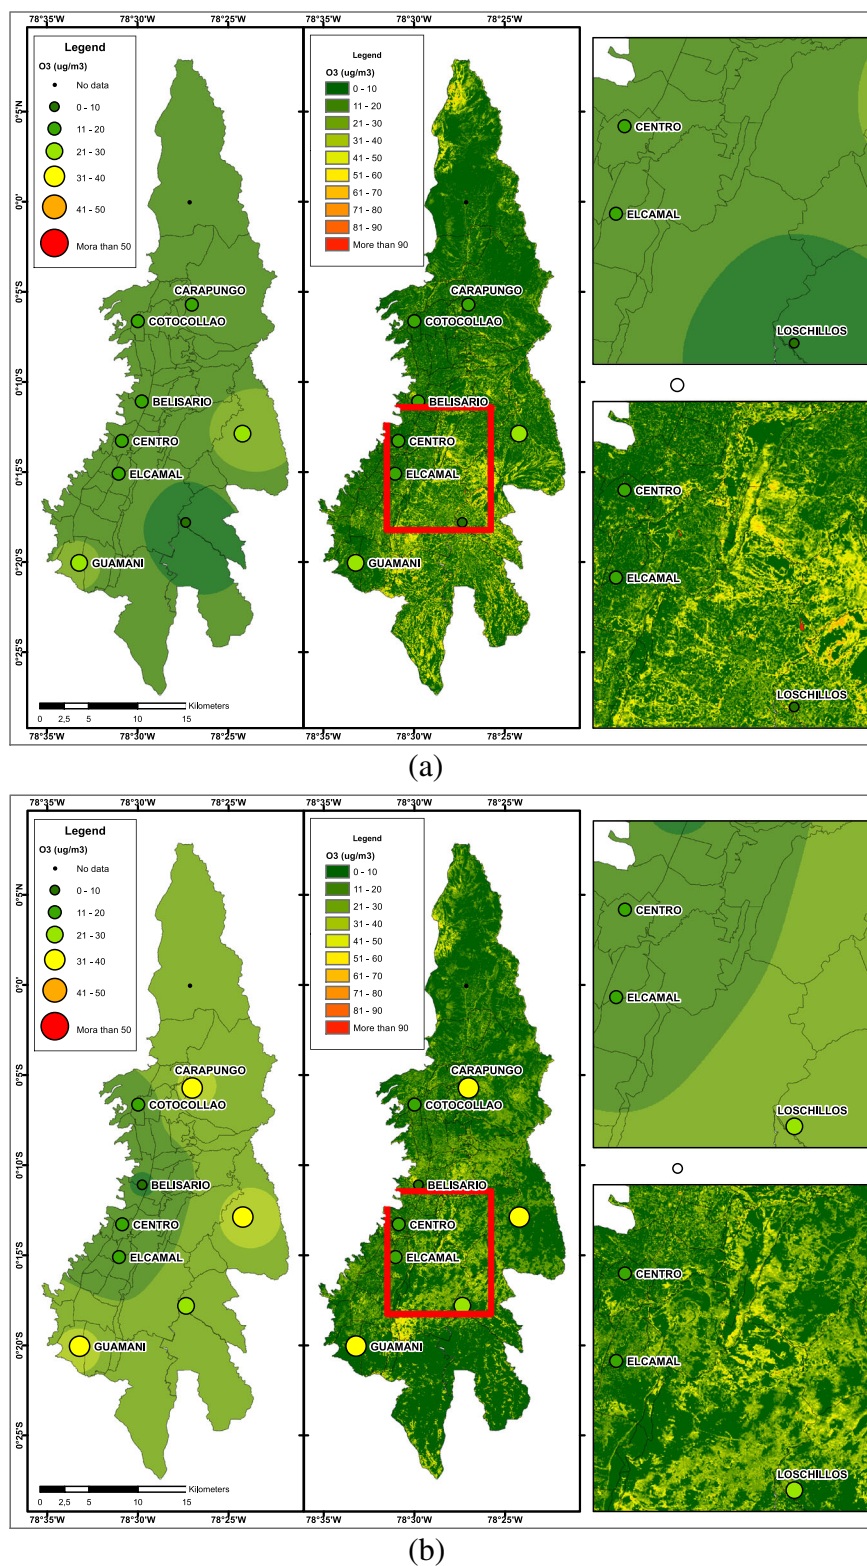 78°35'W 78°30'W 78°25'W 78°35'W 78°30'W 78°25'W
Legend
O3 (ug/m3)
No data
0 - 10
11 - 20
21 - 30
31 - 40
41 - 50
Mora than 50
0°5'N
0°0'
0°5'S
0°10'S
0°15'S
0°20'S
0°25'S
CARAPUNGO
COTOCOLLAO
BELISARIO
CENTRO
ELCAMAL
GUAMANI
Kilometers
0 2,5 5 10 15
Legend
O3 (ug/m3)
0 - 10
11 - 20
21 - 30
31 - 40
41 - 50
51 - 60
61 - 70
71 - 80
81 - 90
More than 90
CARAPUNGO
COTOCOLLAO
BELISARIO
CENTRO
ELCAMAL
GUAMANI
CENTRO
ELCAMAL
LOSCHILLOS
CENTRO
ELCAMAL
LOSCHILLOS
78°35'W 78°30'W 78°25'W 78°35'W 78°30'W 78°25'W
(a)
78°35'W 78°30'W 78°25'W 78°35'W 78°30'W 78°25'W
Legend
O3 (ug/m3)
No data
0 - 10
11 - 20
21 - 30
31 - 40
41 - 50
Mora than 50
0°5'N
0°0'
0°5'S
0°10'S
0°15'S
0°20'S
0°25'S
CARAPUNGO
COTOCOLLAO
BELISARIO
CENTRO
ELCAMAL
GUAMANI
Kilometers
0 2,5 5 10 15
Legend
O3 (ug/m3)
0 - 10
11 - 20
21 - 30
31 - 40
41 - 50
51 - 60
61 - 70
71 - 80
81 - 90
More than 90
CARAPUNGO
COTOCOLLAO
BELISARIO
CENTRO
ELCAMAL
GUAMANI
CENTRO
ELCAMAL
LOSCHILLOS
CENTRO
ELCAMAL
LOSCHILLOS
78°35'W 78°30'W 78°25'W 78°35'W 78°30'W 78°25'W
(b)